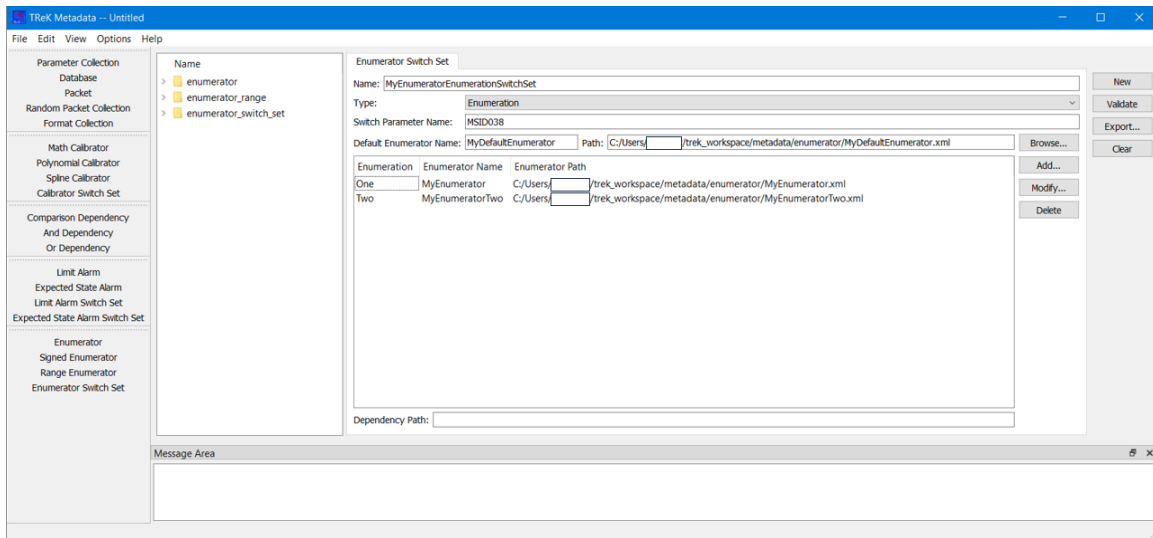 TReK Metadata -- Untitled
File Edit View Options Help
Parameter Collection
Database
Packet
Random Packet Collection
Format Collection
Math Calibrator
Polynomial Calibrator
Spline Calibrator
Calibrator Switch Set
Comparison Dependency
And Dependency
Or Dependency
Limit Alarm
Expected State Alarm
Limit Alarm Switch Set
Expected State Alarm Switch Set
Enumerator
Signed Enumerator
Range Enumerator
Enumerator Switch Set
Name
enumerator
enumerator_range
enumerator_switch_set
Enumerator Switch Set
Name: MyEnumeratorEnumerationSwitchSet
Type: Enumeration
Switch Parameter Name: MSID038
Default Enumerator Name: MyDefaultEnumerator Path: C:/Users/ /trek_workspace/metadata/enumerator/MyDefaultEnumerator.xml Browse...
Enumeration Enumerator Name Enumerator Path
One MyEnumerator C:/Users/ /trek_workspace/metadata/enumerator/MyEnumerator.xml
Two MyEnumeratorTwo C:/Users/ /trek_workspace/metadata/enumerator/MyEnumeratorTwo.xml
Add...
Modify...
Delete
Dependency Path:
New
Validate
Export...
Clear
Message Area